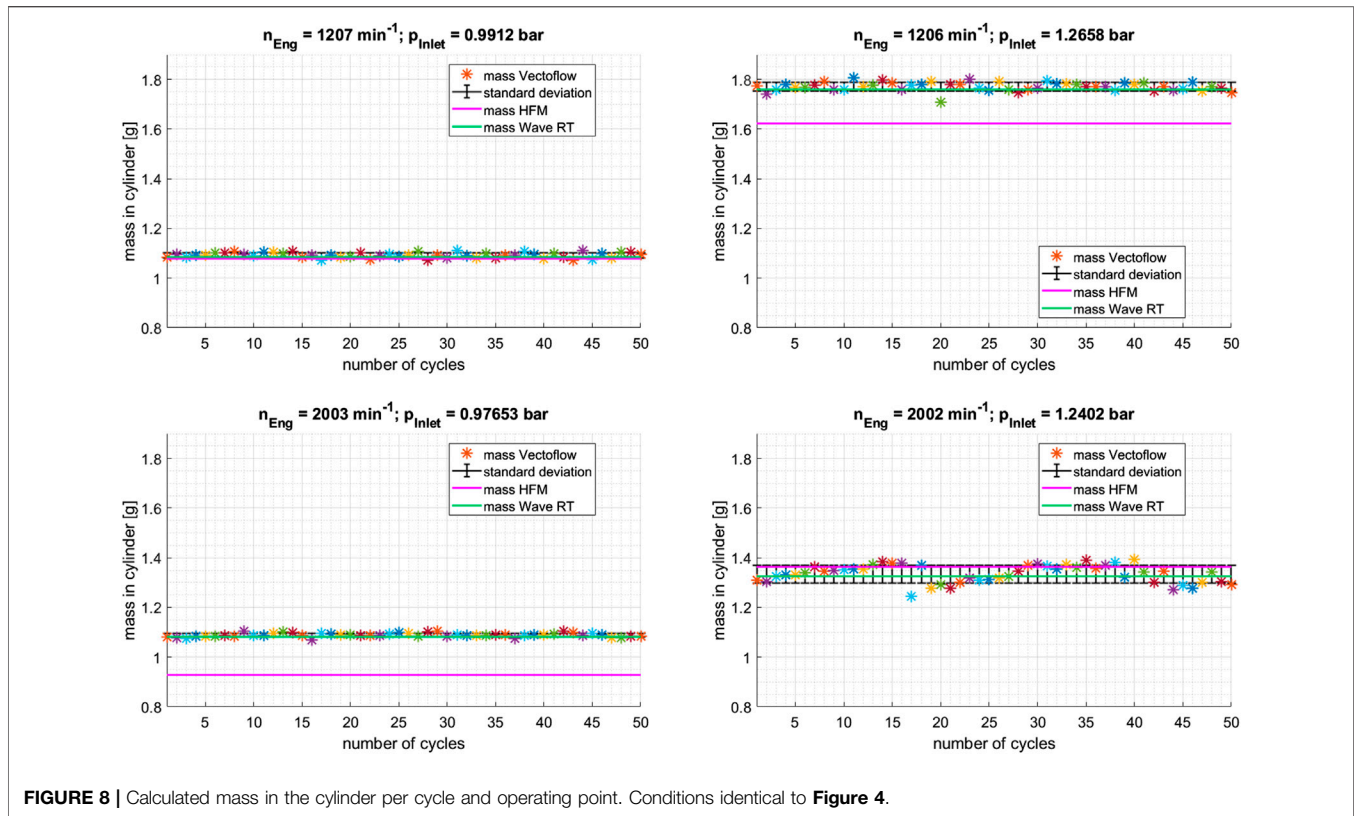 n_Eng = 1207 min^-1; p_Inlet = 0.9912 bar
mass in cylinder [g]
1.8
1.6
1.4
1.2
1
0.8
mass Vectoflow
standard deviation
mass HFM
mass Wave RT
5 10 15 20 25 30 35 40 45 50
number of cycles
n_Eng = 1206 min^-1; p_Inlet = 1.2658 bar
mass in cylinder [g]
1.8
1.6
1.4
1.2
1
0.8
mass Vectoflow
standard deviation
mass HFM
mass Wave RT
5 10 15 20 25 30 35 40 45 50
number of cycles
n_Eng = 2003 min^-1; p_Inlet = 0.97653 bar
mass in cylinder [g]
1.8
1.6
1.4
1.2
1
0.8
mass Vectoflow
standard deviation
mass HFM
mass Wave RT
5 10 15 20 25 30 35 40 45 50
number of cycles
n_Eng = 2002 min^-1; p_Inlet = 1.2402 bar
mass in cylinder [g]
1.8
1.6
1.4
1.2
1
0.8
mass Vectoflow
standard deviation
mass HFM
mass Wave RT
5 10 15 20 25 30 35 40 45 50
number of cycles
FIGURE 8 | Calculated mass in the cylinder per cycle and operating point. Conditions identical to Figure 4.